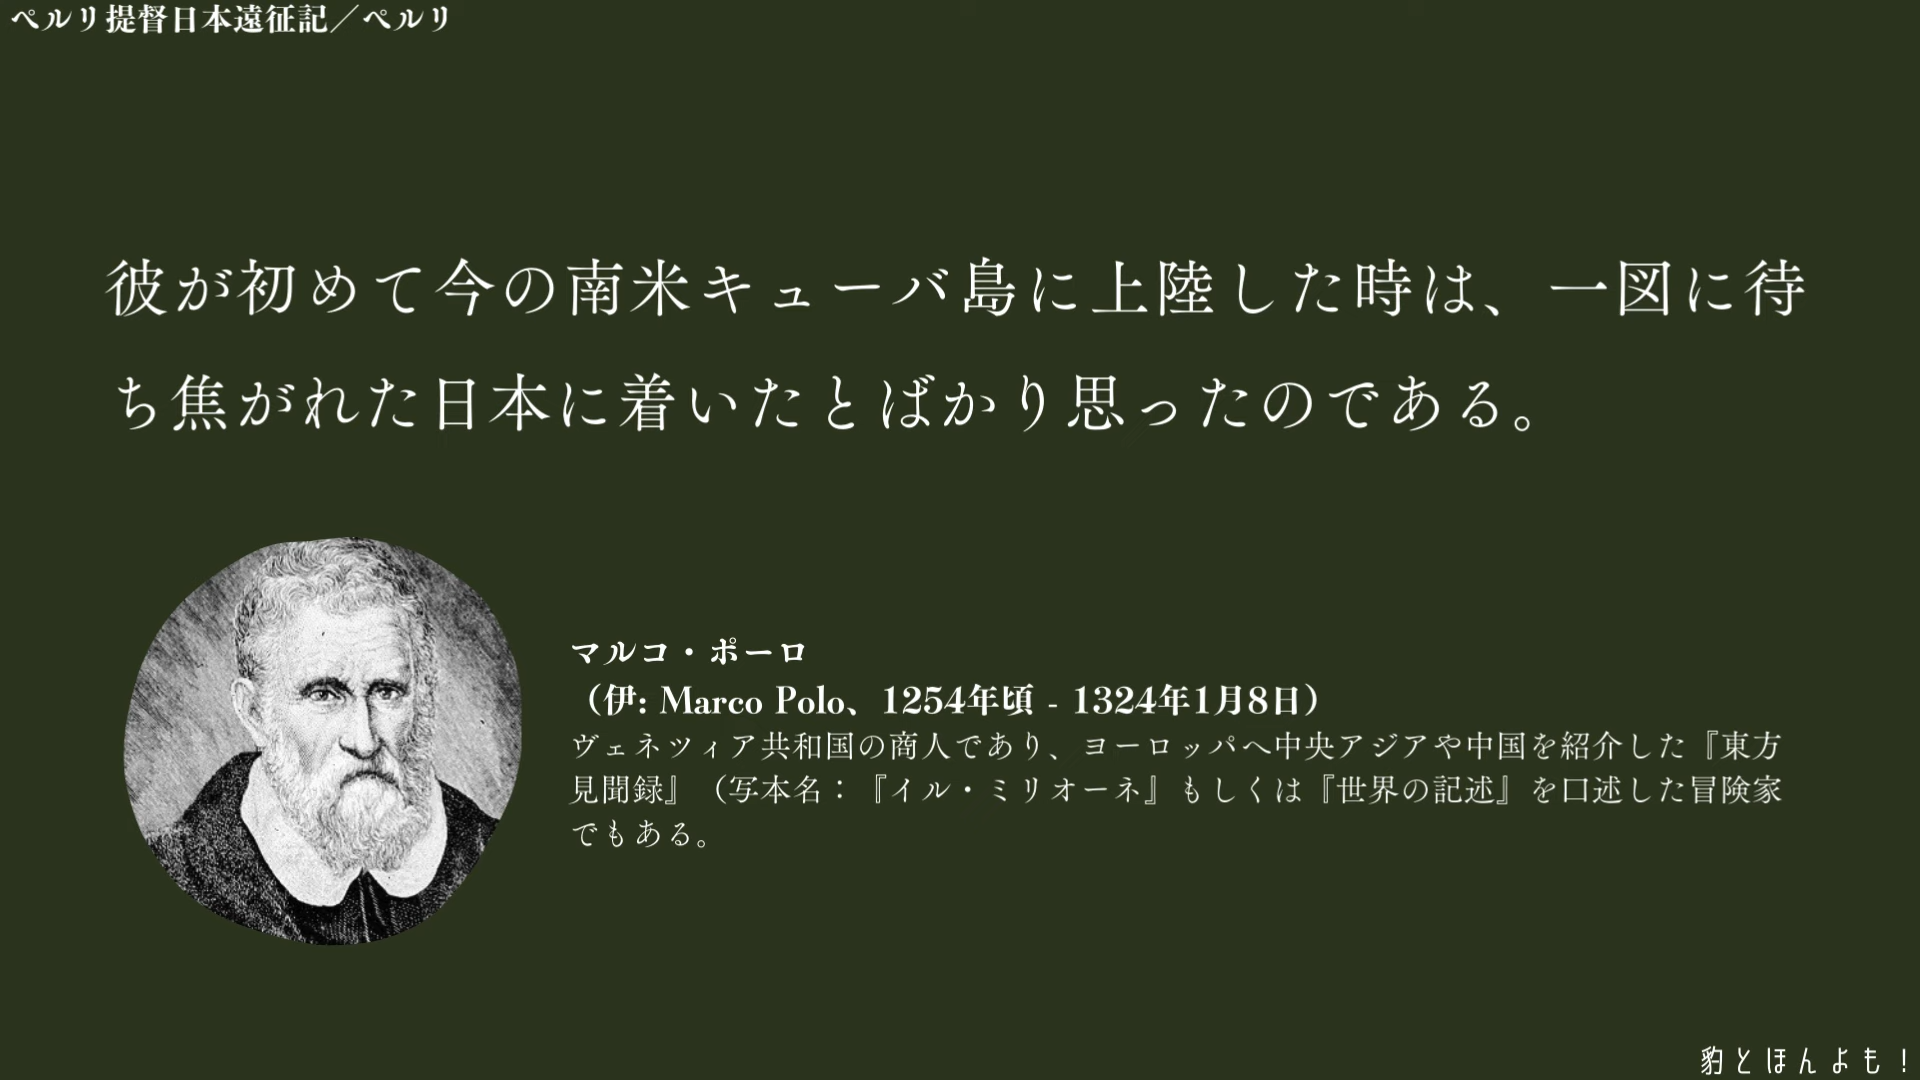 ペルリ提督日本遠征記／ペルリ
彼が初めて今の南米キューバ島に上陸した時は、一図に待
ち焦がれた日本に着いたとばかり思ったのである。
マルコ・ポーロ
（伊: Marco Polo、1254年頃 - 1324年1月8日）
ヴェネツィア共和国の商人であり、ヨーロッパへ中央アジアや中国を紹介した『東方
見聞録』（写本名：『イル・ミリオーネ』もしくは『世界の記述』を口述した冒険家
でもある。
豹とほんよも！